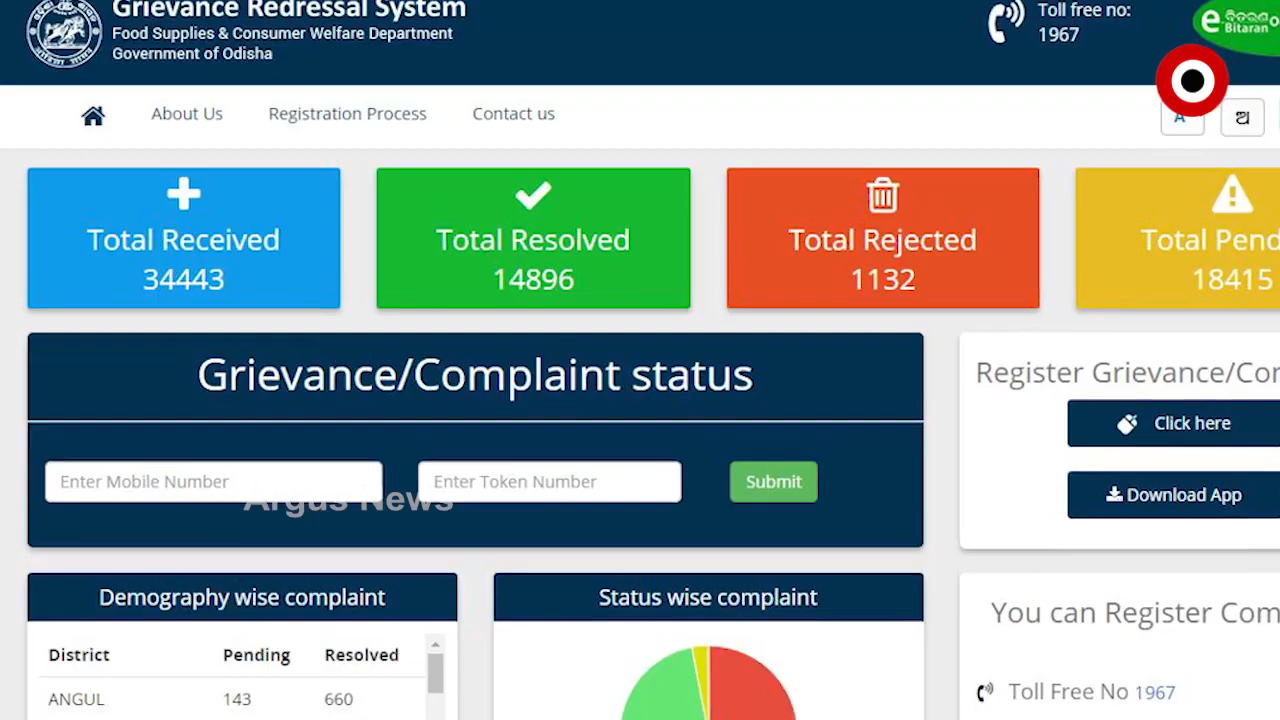 Grievance Redressal System
Food Supplies & Consumer Welfare Department
Government of Odisha
Toll free no:
1967
e ବିତରଣ
Bitaran
About Us
Registration Process
Contact us
A
ଅ
Total Received
34443
Total Resolved
14896
Total Rejected
1132
Total Pend
18415
Grievance/Complaint status
Enter Mobile Number
Enter Token Number
Submit
Argus News
Register Grievance/Com
Click here
Download App
Demography wise complaint
District Pending Resolved
ANGUL 143 660
Status wise complaint
You can Register Com
Toll Free No 1967